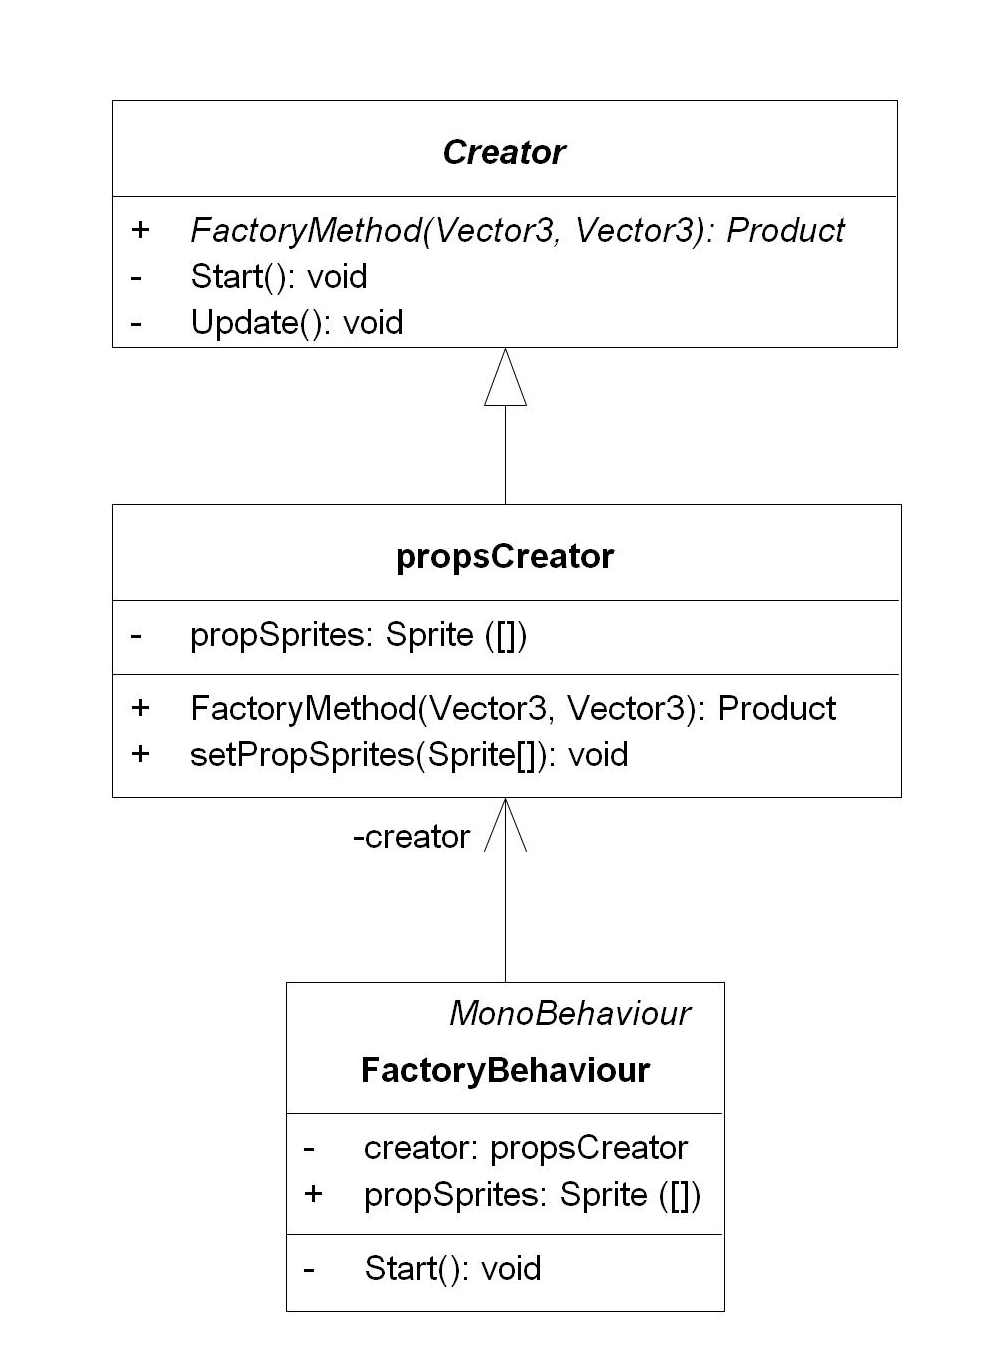 Creator
+ FactoryMethod(Vector3, Vector3): Product
- Start(): void
- Update(): void
propsCreator
- propSprites: Sprite ([])
+ FactoryMethod(Vector3, Vector3): Product
+ setPropSprites(Sprite[]): void
-creator
MonoBehaviour
FactoryBehaviour
- creator: propsCreator
+ propSprites: Sprite ([])
- Start(): void